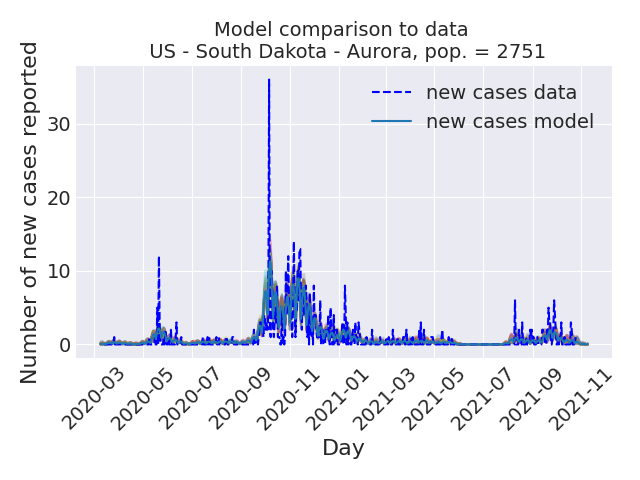 Model comparison to data
US - South Dakota - Aurora, pop. = 2751
Number of new cases reported
new cases data
new cases model
30
20
10
0
2020-03
2020-05
2020-07
2020-09
2020-11
2021-01
2021-03
2021-05
2021-07
2021-09
2021-11
Day